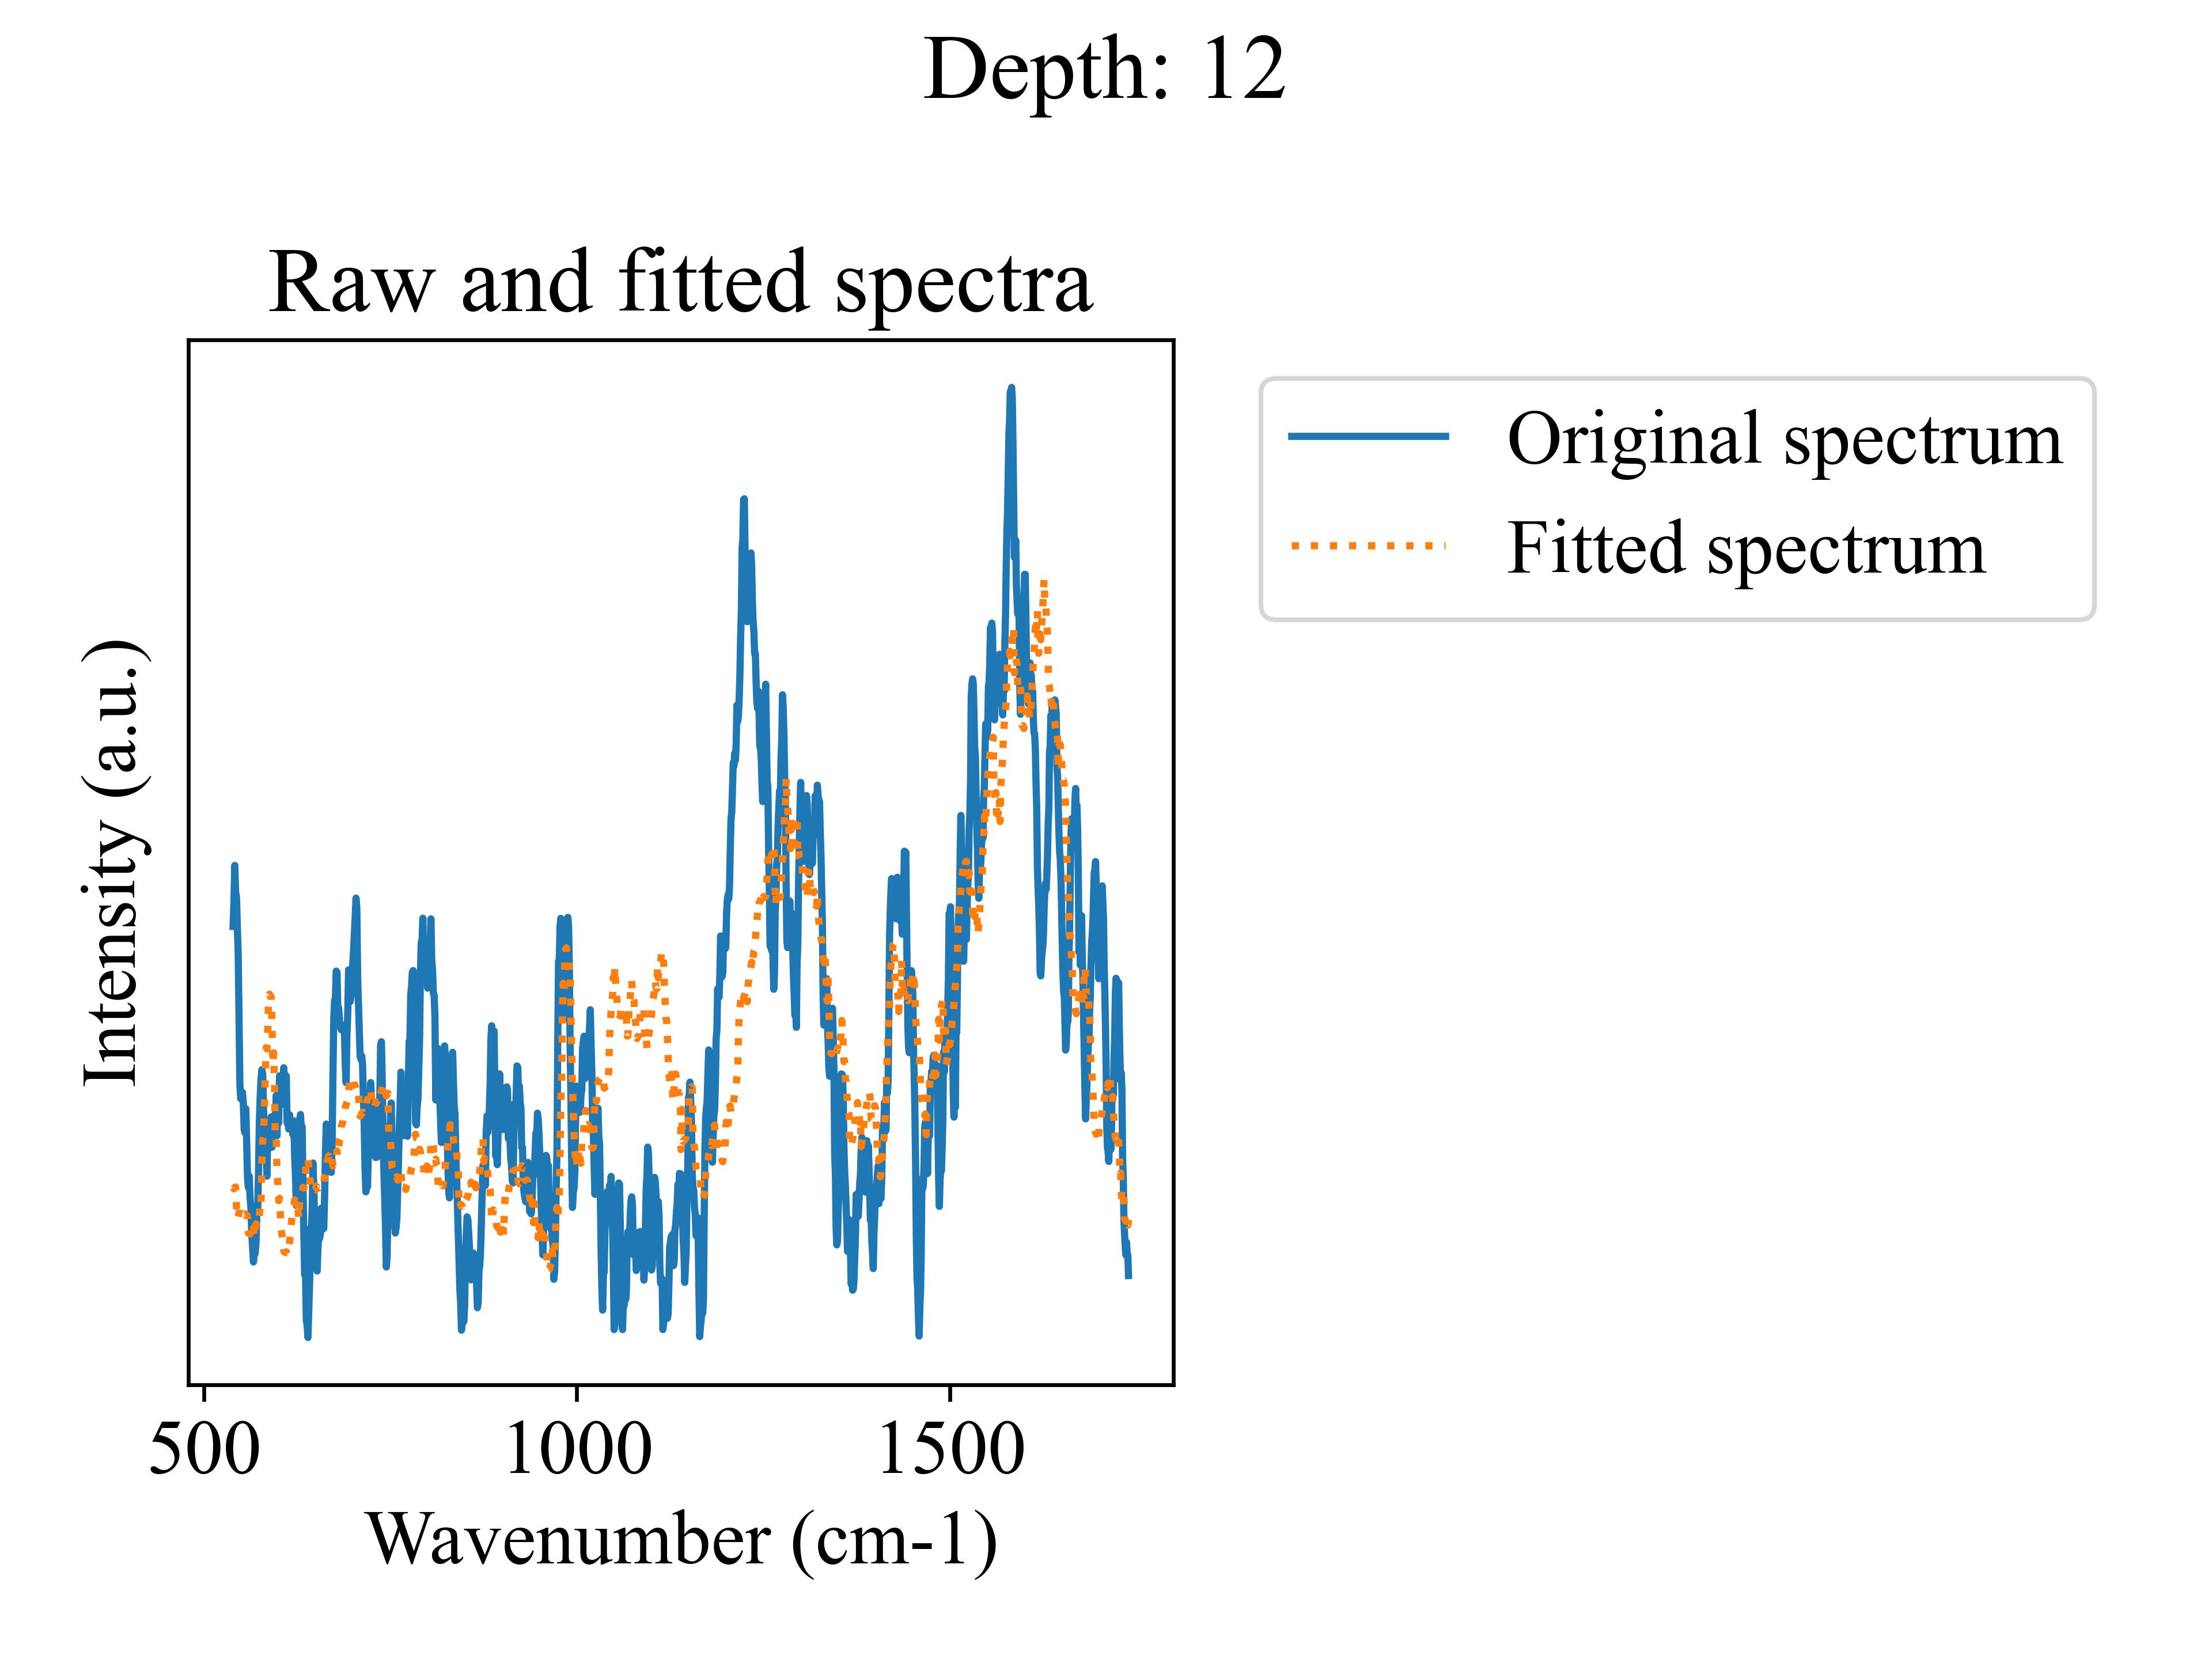 Depth: 12
Raw and fitted spectra
Original spectrum
Fitted spectrum
Intensity (a.u.)
500 1000 1500
Wavenumber (cm-1)